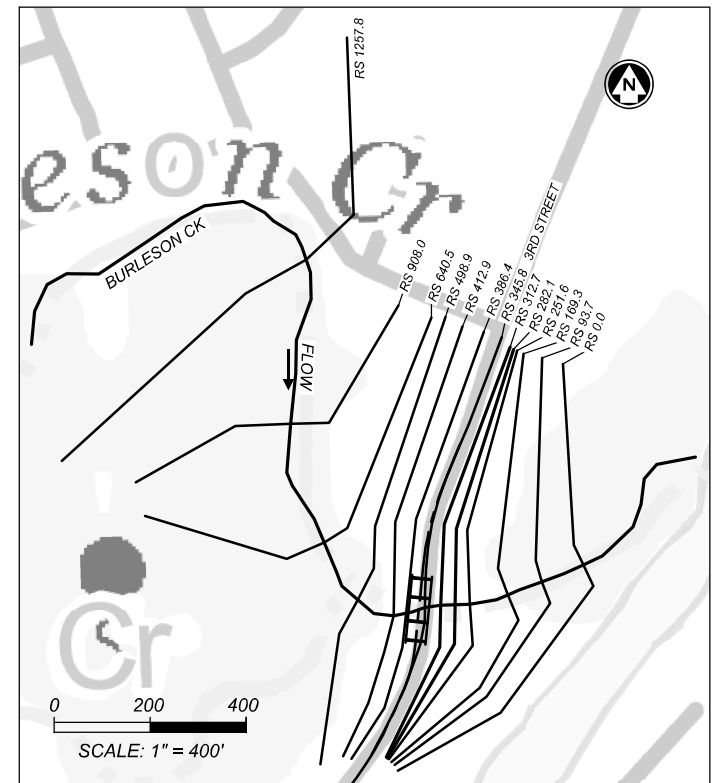 RS 1257.8
N
eson Cr
BURLESON CK
3RD STREET
RS 908.0
RS 640.5
RS 498.9
RS 412.9
RS 386.4
RS 345.8
RS 312.7
RS 282.1
RS 251.6
RS 169.3
RS 93.7
RS 0.0
FLOW
Cr
0 200 400
SCALE: 1" = 400'